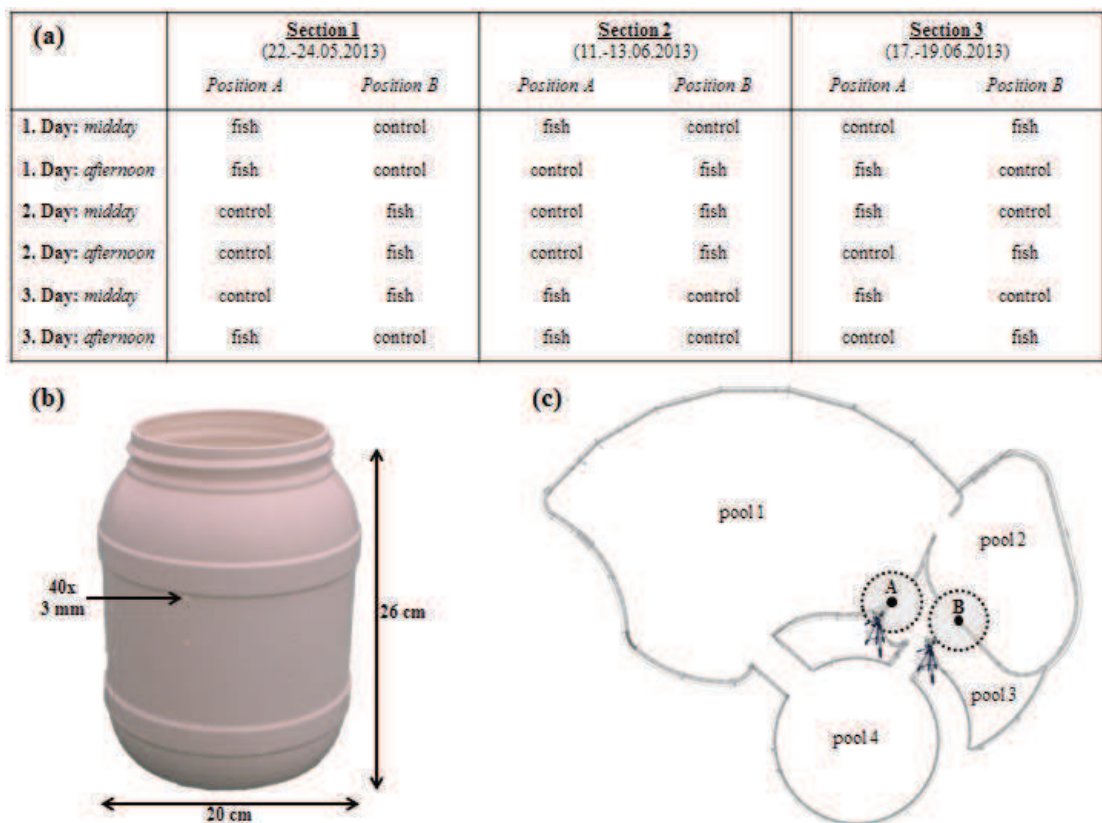 (a)
Section 1 Section 2 Section 3
(22.-24.05.2013) (11.-13.06.2013) (17.-19.06.2013)
Position A Position B Position A Position B Position A Position B
1. Day: midday fish control fish control control fish
1. Day: afternoon fish control control fish fish control
2. Day: midday control fish control fish fish control
2. Day: afternoon control fish control fish control fish
3. Day: midday control fish fish control fish control
3. Day: afternoon fish control fish control control fish
(b)
40x
3 mm
26 cm
20 cm
(c)
pool 1
pool 2
A
B
pool 3
pool 4